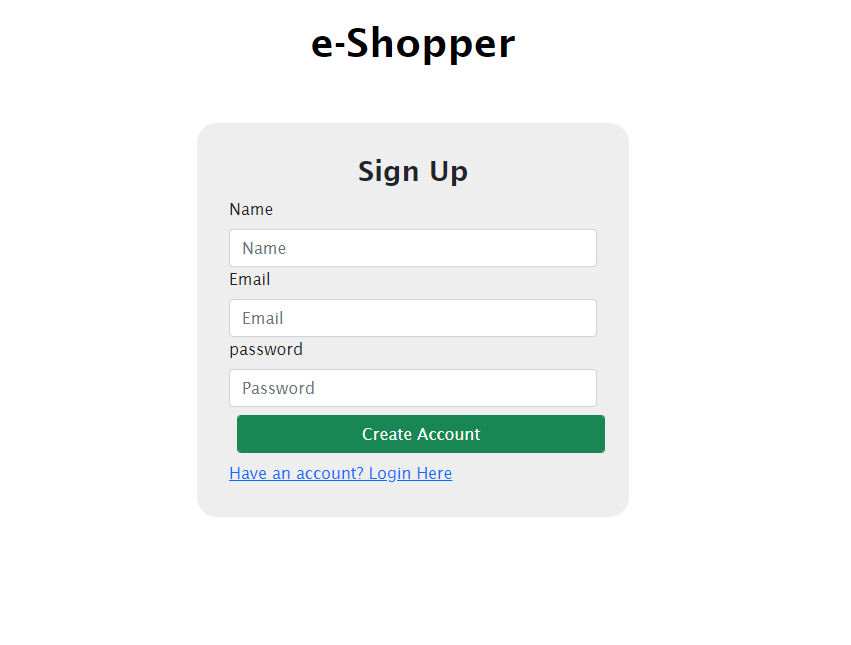 e-Shopper
Sign Up
Name
Name
Email
Email
password
Password
Create Account
Have an account? Login Here